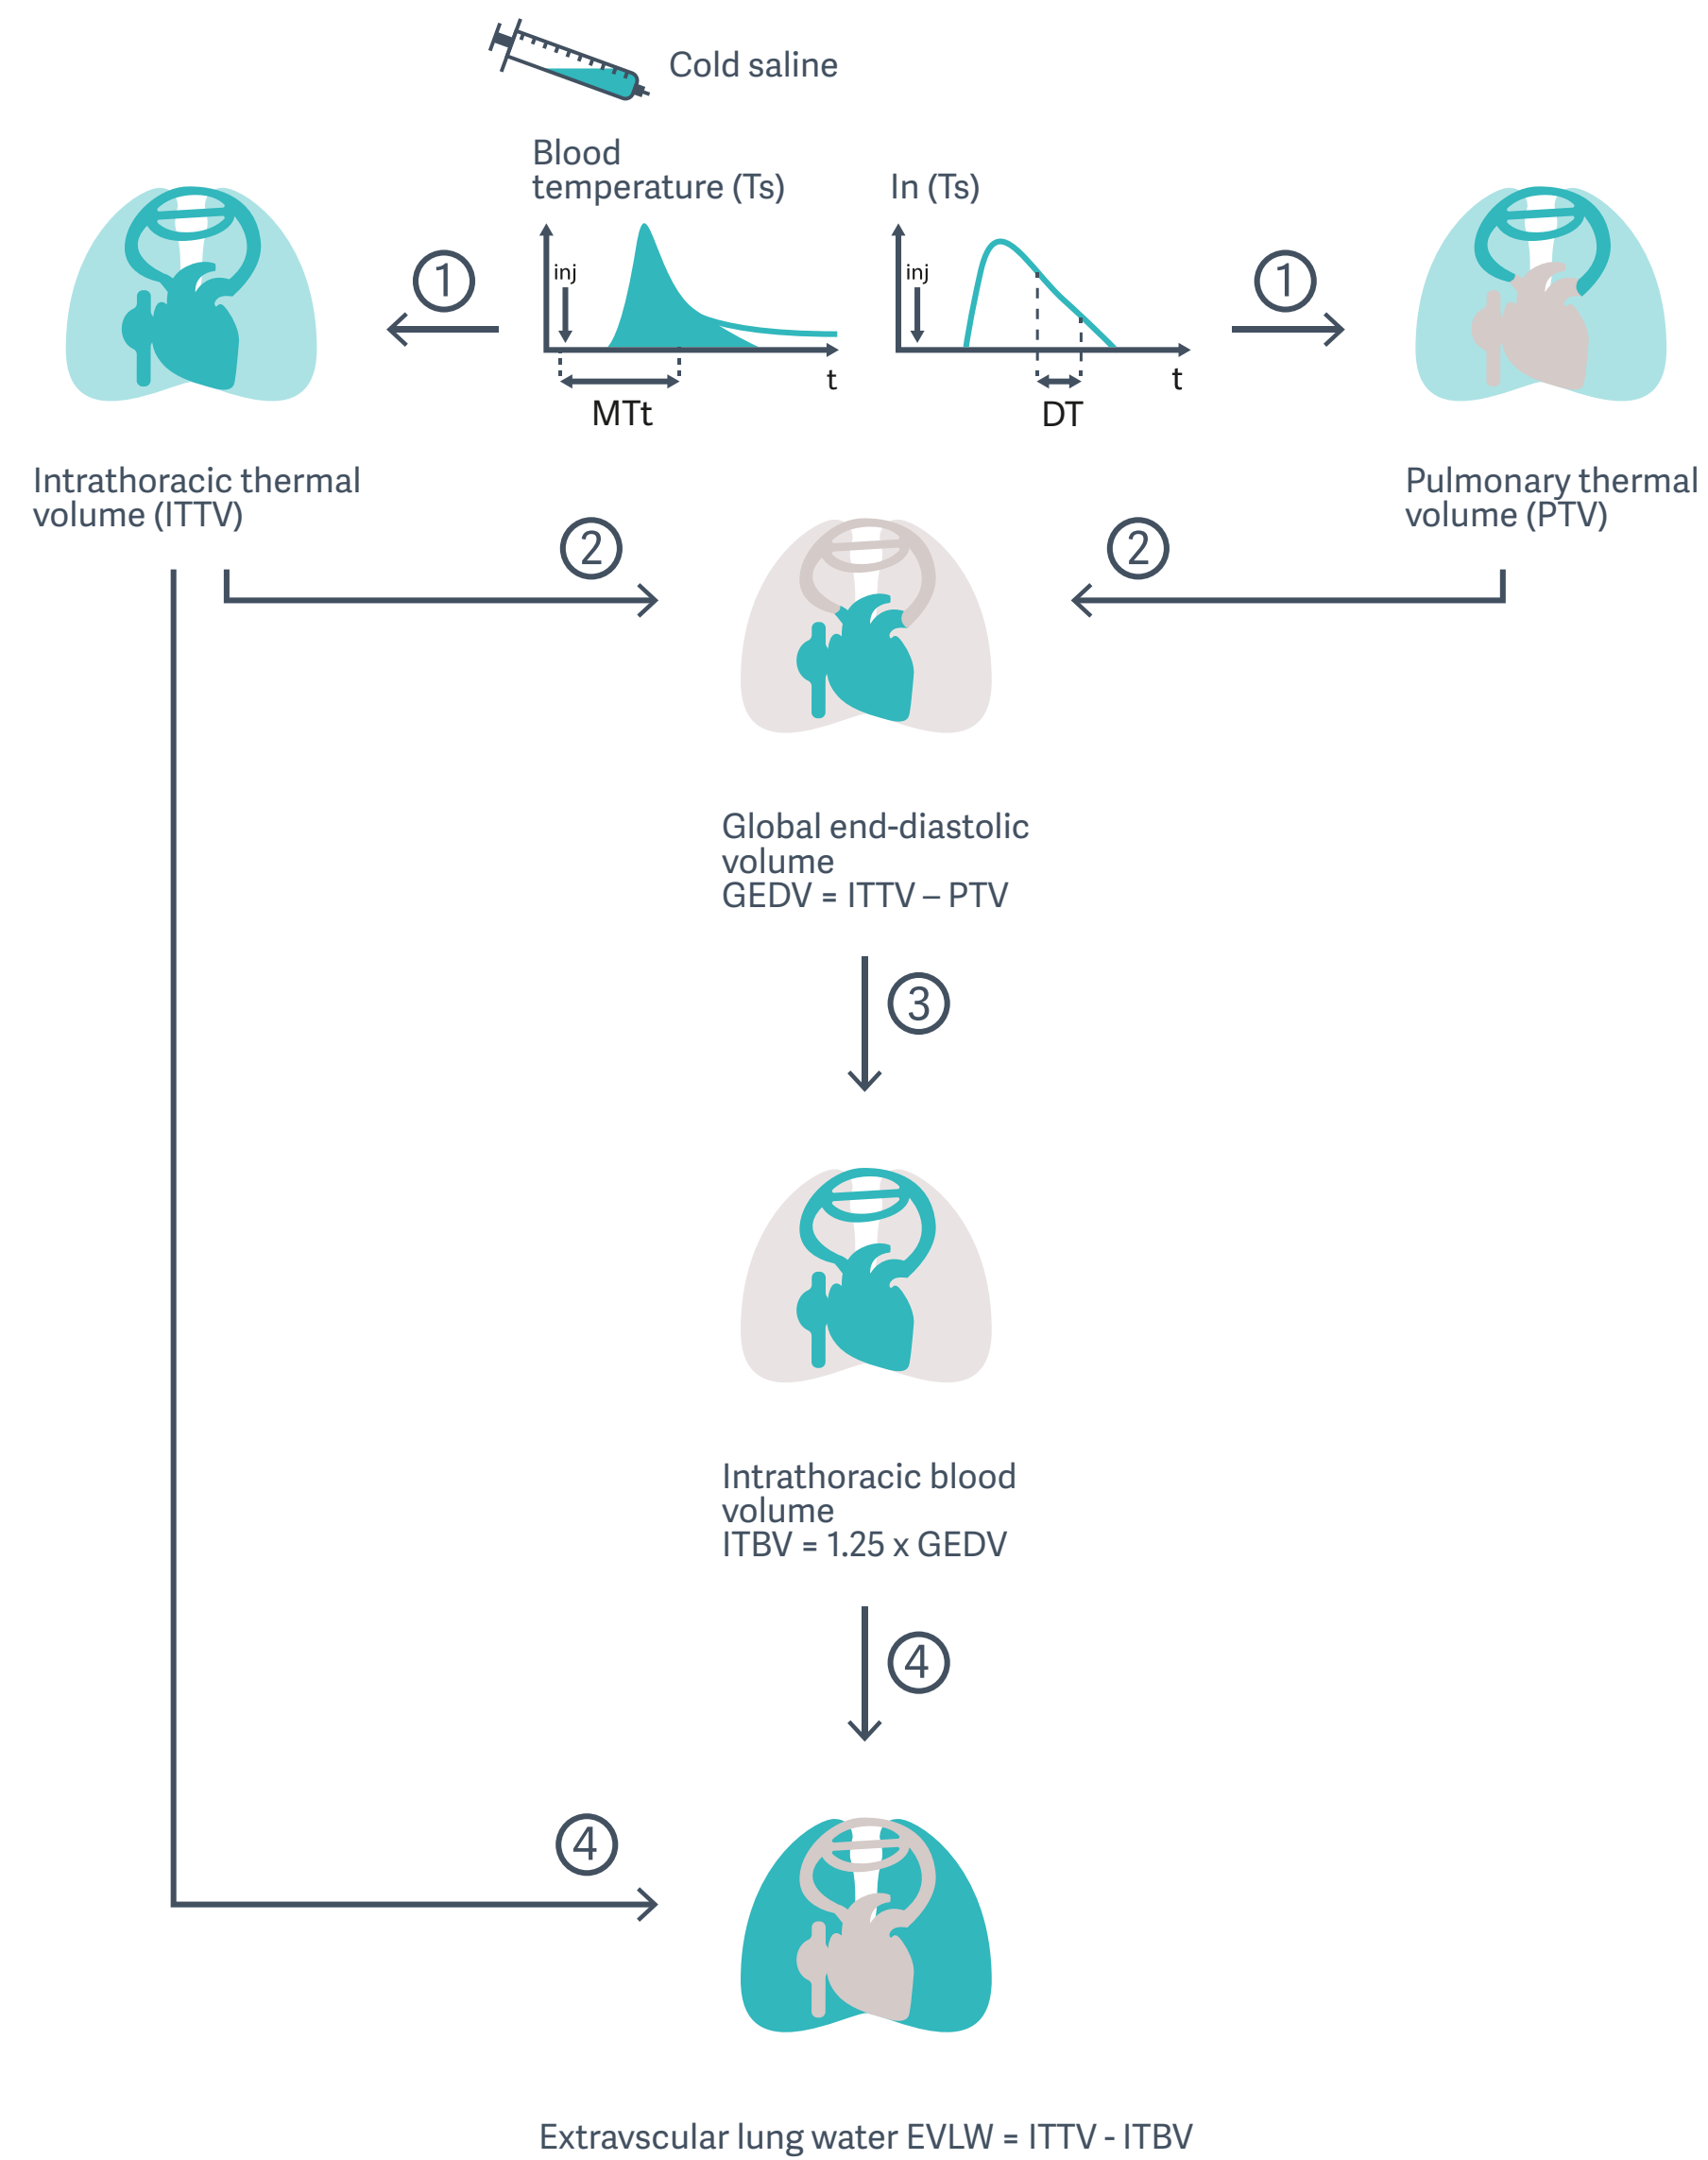 Cold saline
Blood
temperature (Ts)
In (Ts)
inj
inj
1
1
t
t
MTt
DT
Intrathoracic thermal
volume (ITTV)
Pulmonary thermal
volume (PTV)
2
2
Global end-diastolic
volume
GEDV = ITTV – PTV
3
Intrathoracic blood
volume
ITBV = 1.25 x GEDV
4
4
Extravscular lung water EVLW = ITTV - ITBV